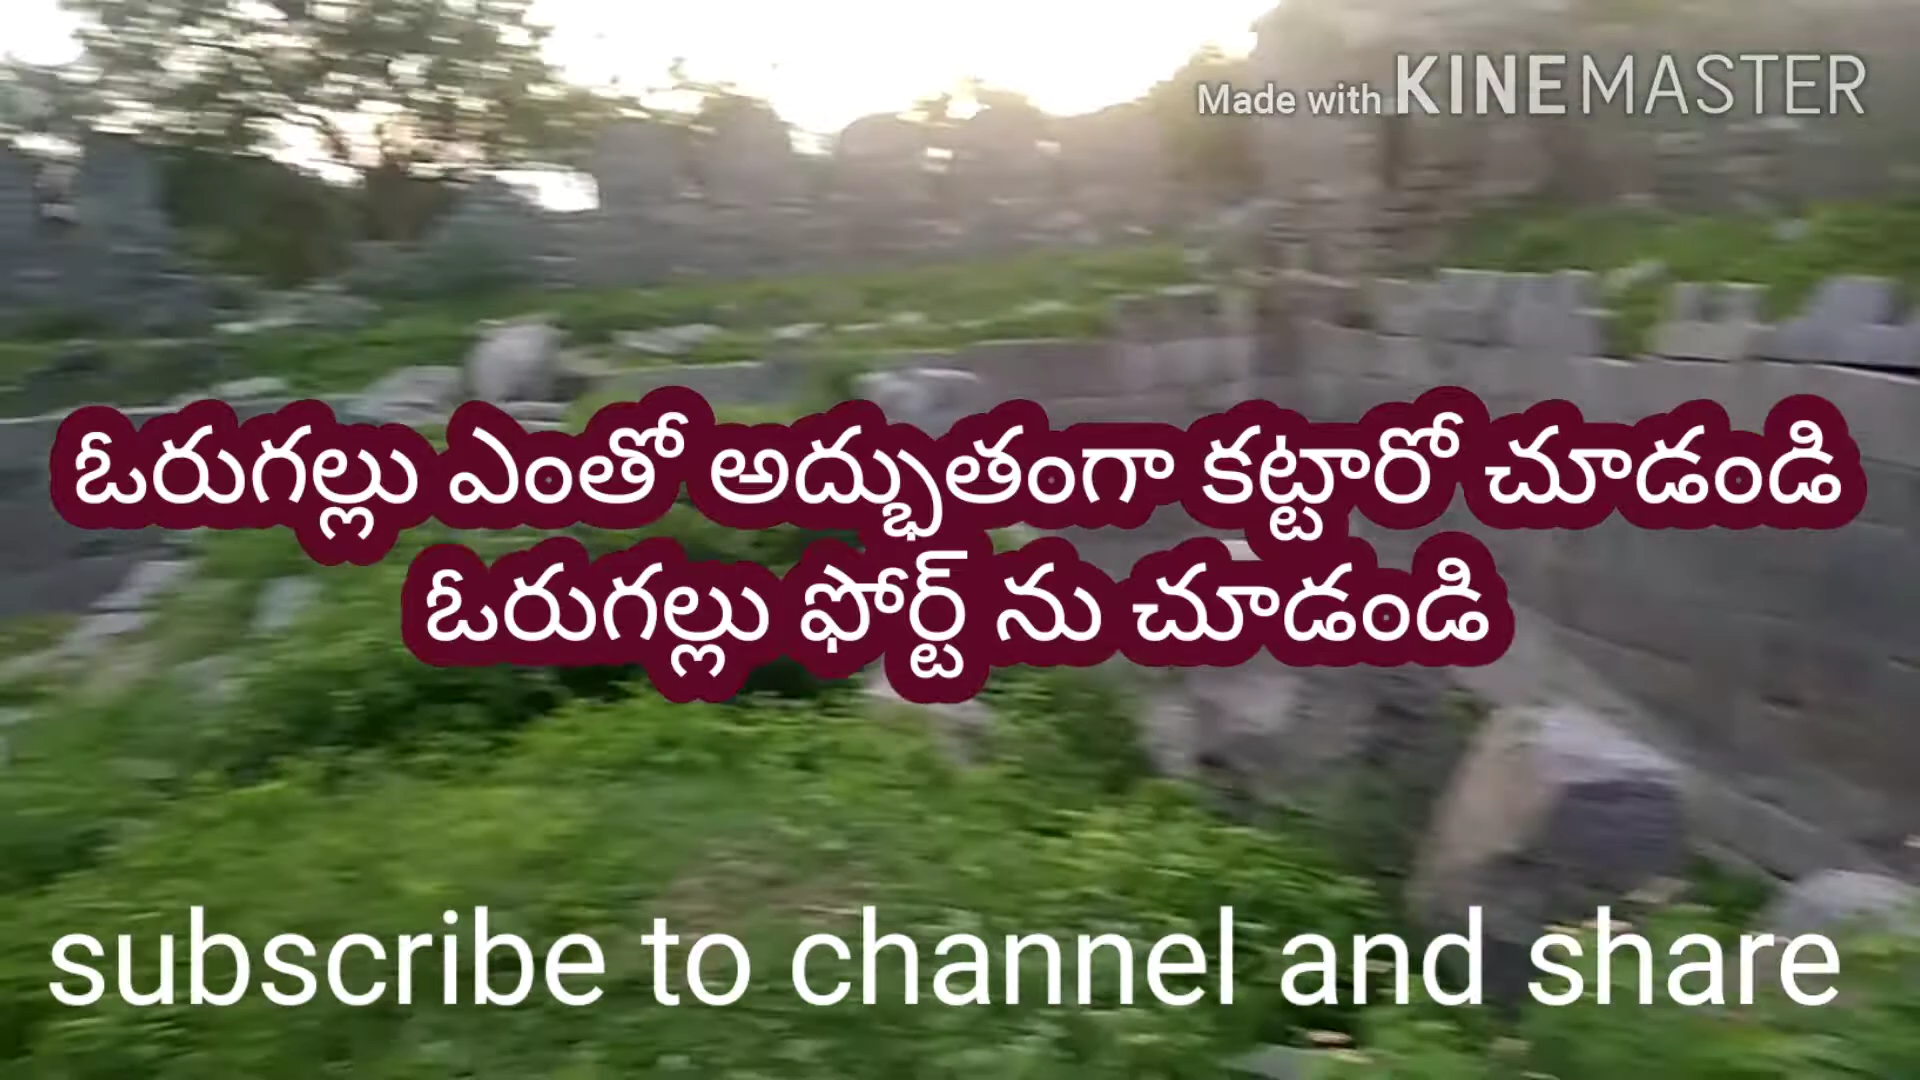 Made with KINEMASTER
ఓరుగల్లు ఎంతో అద్భుతంగా కట్టారో చూడండి
ఓరుగల్లు ఫోర్ట్ ను చూడండి
subscribe to channel and share